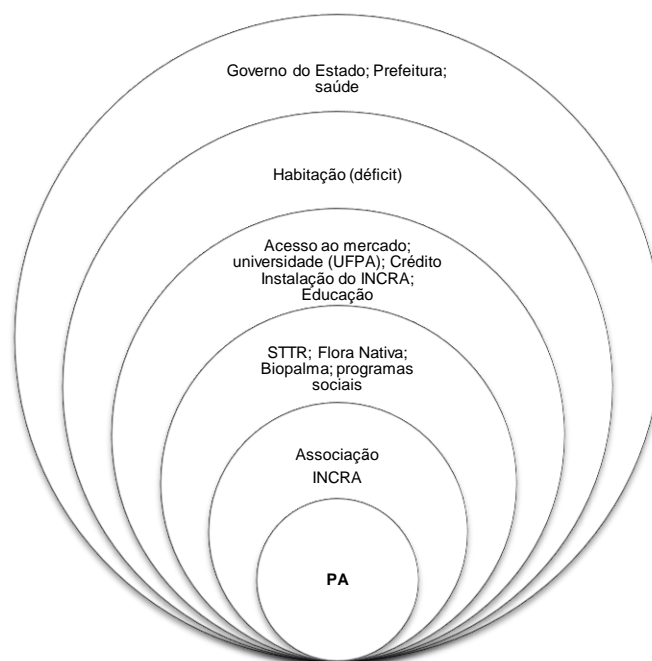 Governo do Estado; Prefeitura;
saúde
Habitação (déficit)
Acesso ao mercado;
universidade (UFPA); Crédito
Instalação do INCRA;
Educação
STTR; Flora Nativa;
Biopalma; programas
sociais
Associação
INCRA
PA